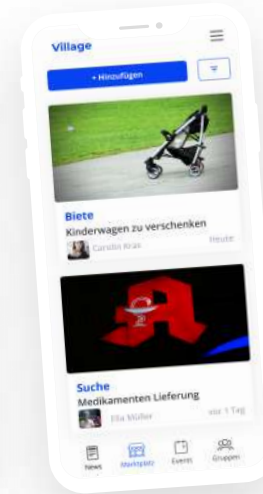 Village
+ Hinzufügen
Biete
Kinderwagen zu verschenken
Carolin Kras
Heute
Suche
Medikamenten Lieferung
Ella Müller
vor 1 Tag
News
Marktplatz
Events
Gruppen